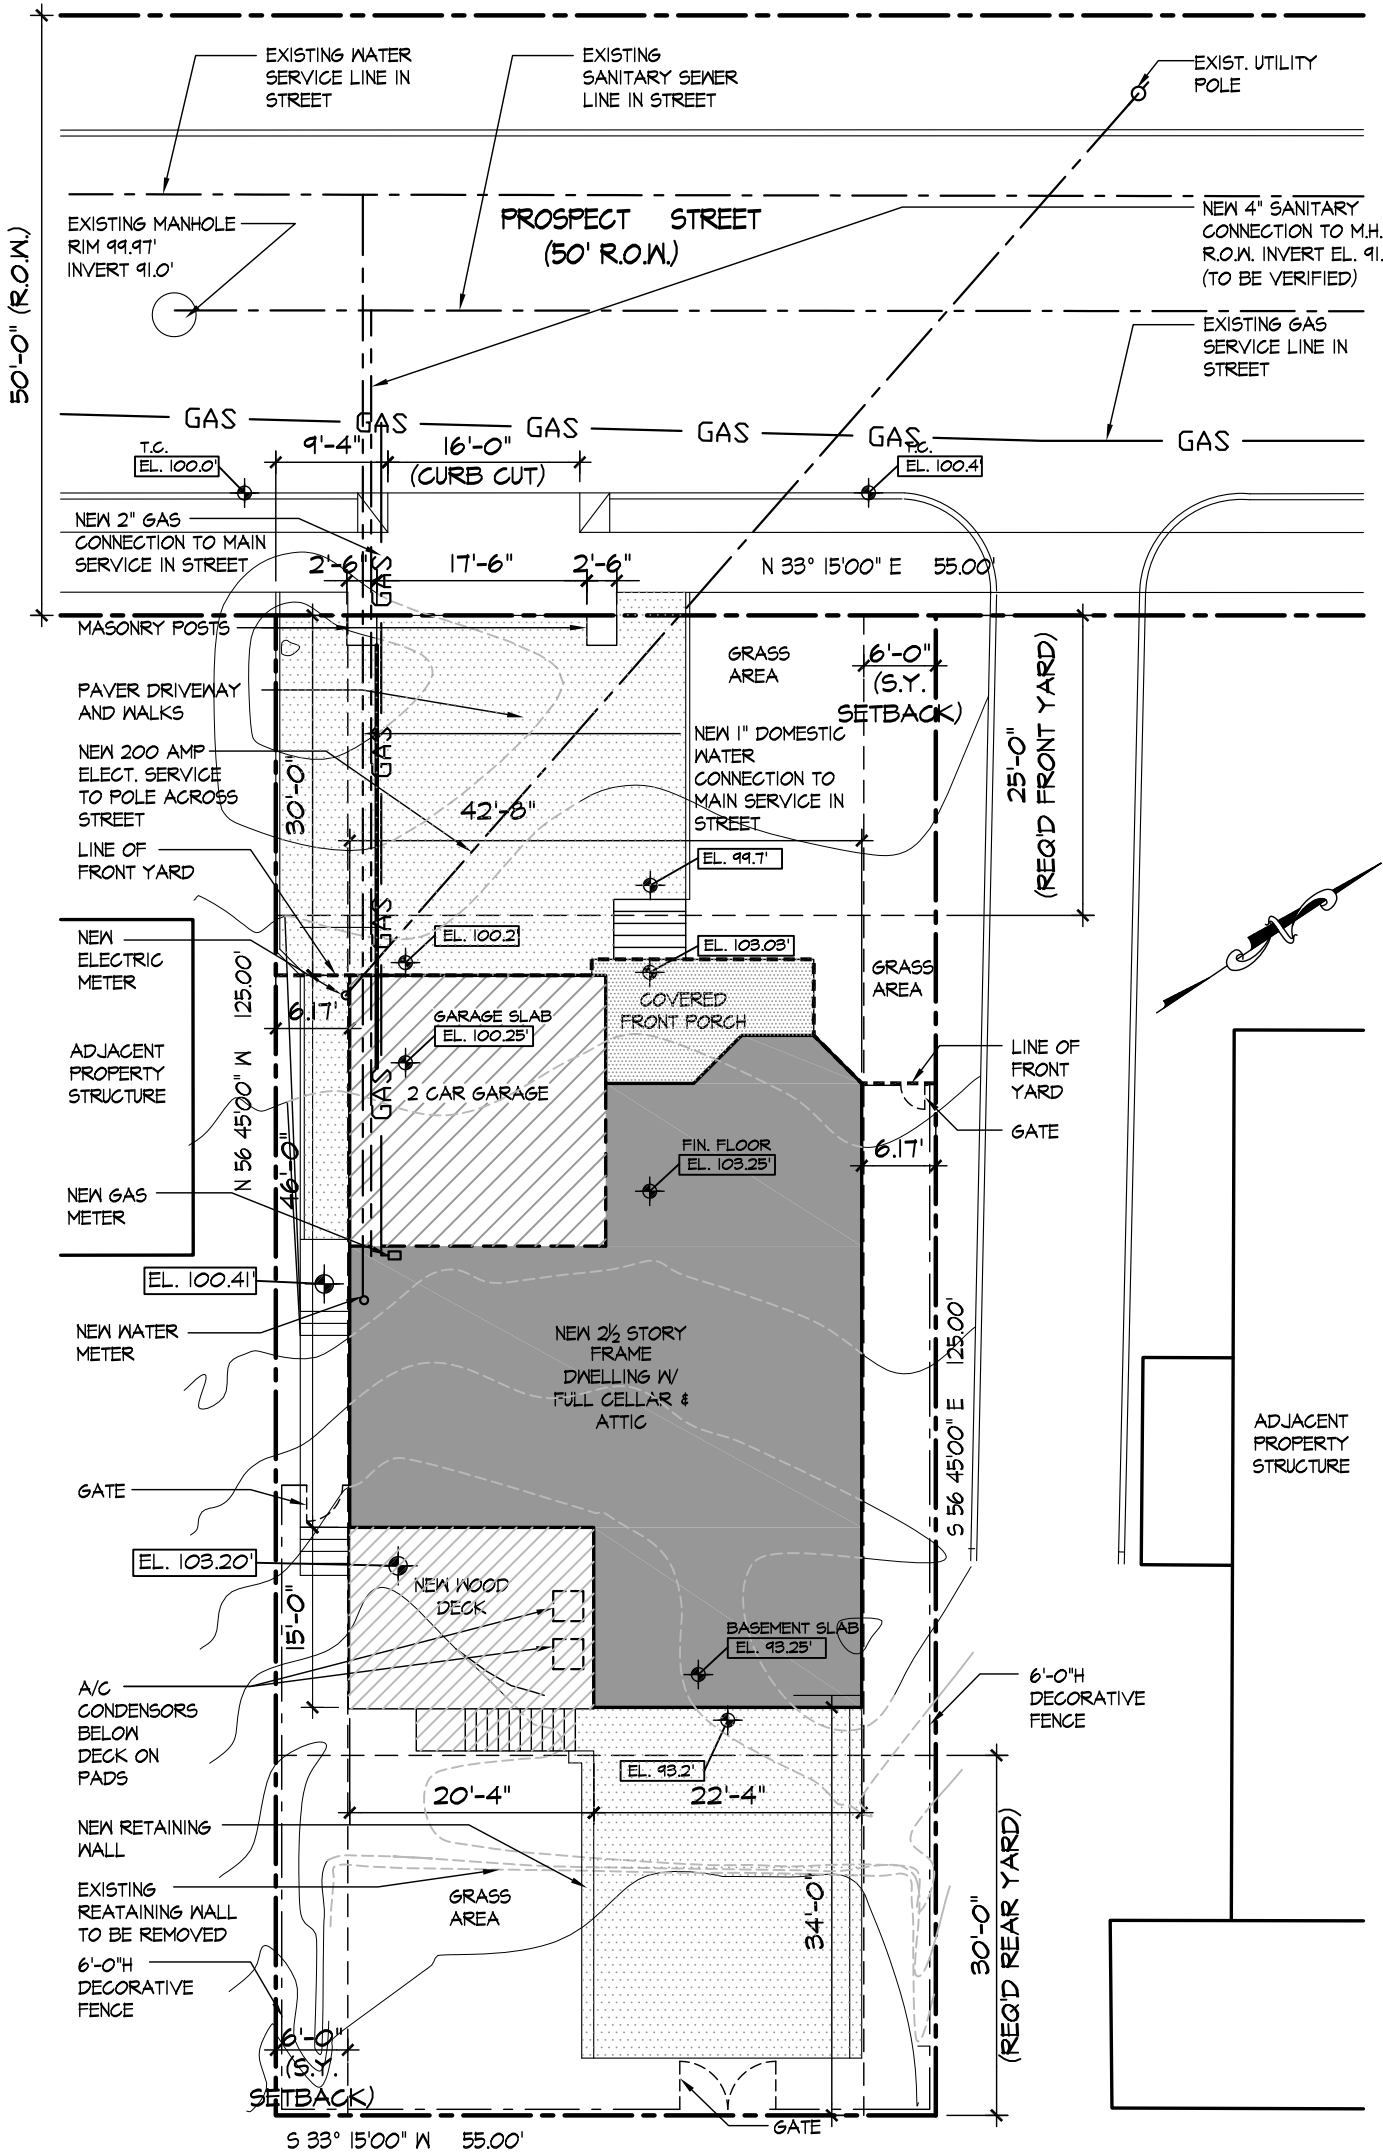 EXISTING WATER
SERVICE LINE IN
STREET
EXISTING
SANITARY SEWER
LINE IN STREET
EXIST. UTILITY
POLE
50'-0" (R.O.W.)
EXISTING MANHOLE
RIM 99.97'
INVERT 91.0'
PROSPECT STREET
(50' R.O.W.)
NEW 4" SANITARY
CONNECTION TO M.H.
R.O.W. INVERT EL. 91.
(TO BE VERIFIED)
EXISTING GAS
SERVICE LINE IN
STREET
GAS GAS GAS GAS GAS GAS
T.C.
EL. 100.0'
9'-4"
16'-0"
(CURB CUT)
T.C.
EL. 100.4'
NEW 2" GAS
CONNECTION TO MAIN
SERVICE IN STREET
2'-6"
17'-6"
2'-6"
N 33° 15'00" E 55.00'
GAS
MASONRY POSTS
GRASS
AREA
6'-0"
(S.Y.
SETBACK)
25'-0"
(REQ'D FRONT YARD)
PAVER DRIVEWAY
AND WALKS
NEW 200 AMP
ELECT. SERVICE
TO POLE ACROSS
STREET
30'-0"
GAS
NEW 1" DOMESTIC
WATER
CONNECTION TO
MAIN SERVICE IN
STREET
42'-8"
LINE OF
FRONT YARD
EL. 99.7'
NEW
ELECTRIC
METER
GAS
EL. 100.2'
EL. 103.03'
GRASS
AREA
N 56 45'00" W 125.00'
6.17'
COVERED
FRONT PORCH
GARAGE SLAB
EL. 100.25'
ADJACENT
PROPERTY
STRUCTURE
GAS
2 CAR GARAGE
LINE OF
FRONT
YARD
GATE
FIN. FLOOR
EL. 103.25'
6.17'
46'-0"
NEW GAS
METER
EL. 100.41'
NEW WATER
METER
NEW 2½ STORY
FRAME
DWELLING W/
FULL CELLAR &
ATTIC
S 56 45'00" E 125.00'
ADJACENT
PROPERTY
STRUCTURE
GATE
EL. 103.20'
NEW WOOD
DECK
15'-0"
BASEMENT SLAB
EL. 93.25'
A/C
CONDENSORS
BELOW
DECK ON
PADS
6'-0"H
DECORATIVE
FENCE
EL. 93.2'
20'-4"
22'-4"
NEW RETAINING
WALL
EXISTING
REATAINING WALL
TO BE REMOVED
GRASS
AREA
34'-0"
30'-0"
(REQ'D REAR YARD)
6'-0"H
DECORATIVE
FENCE
6'-0"
(S.Y.
SETBACK)
GATE
S 33° 15'00" W 55.00'